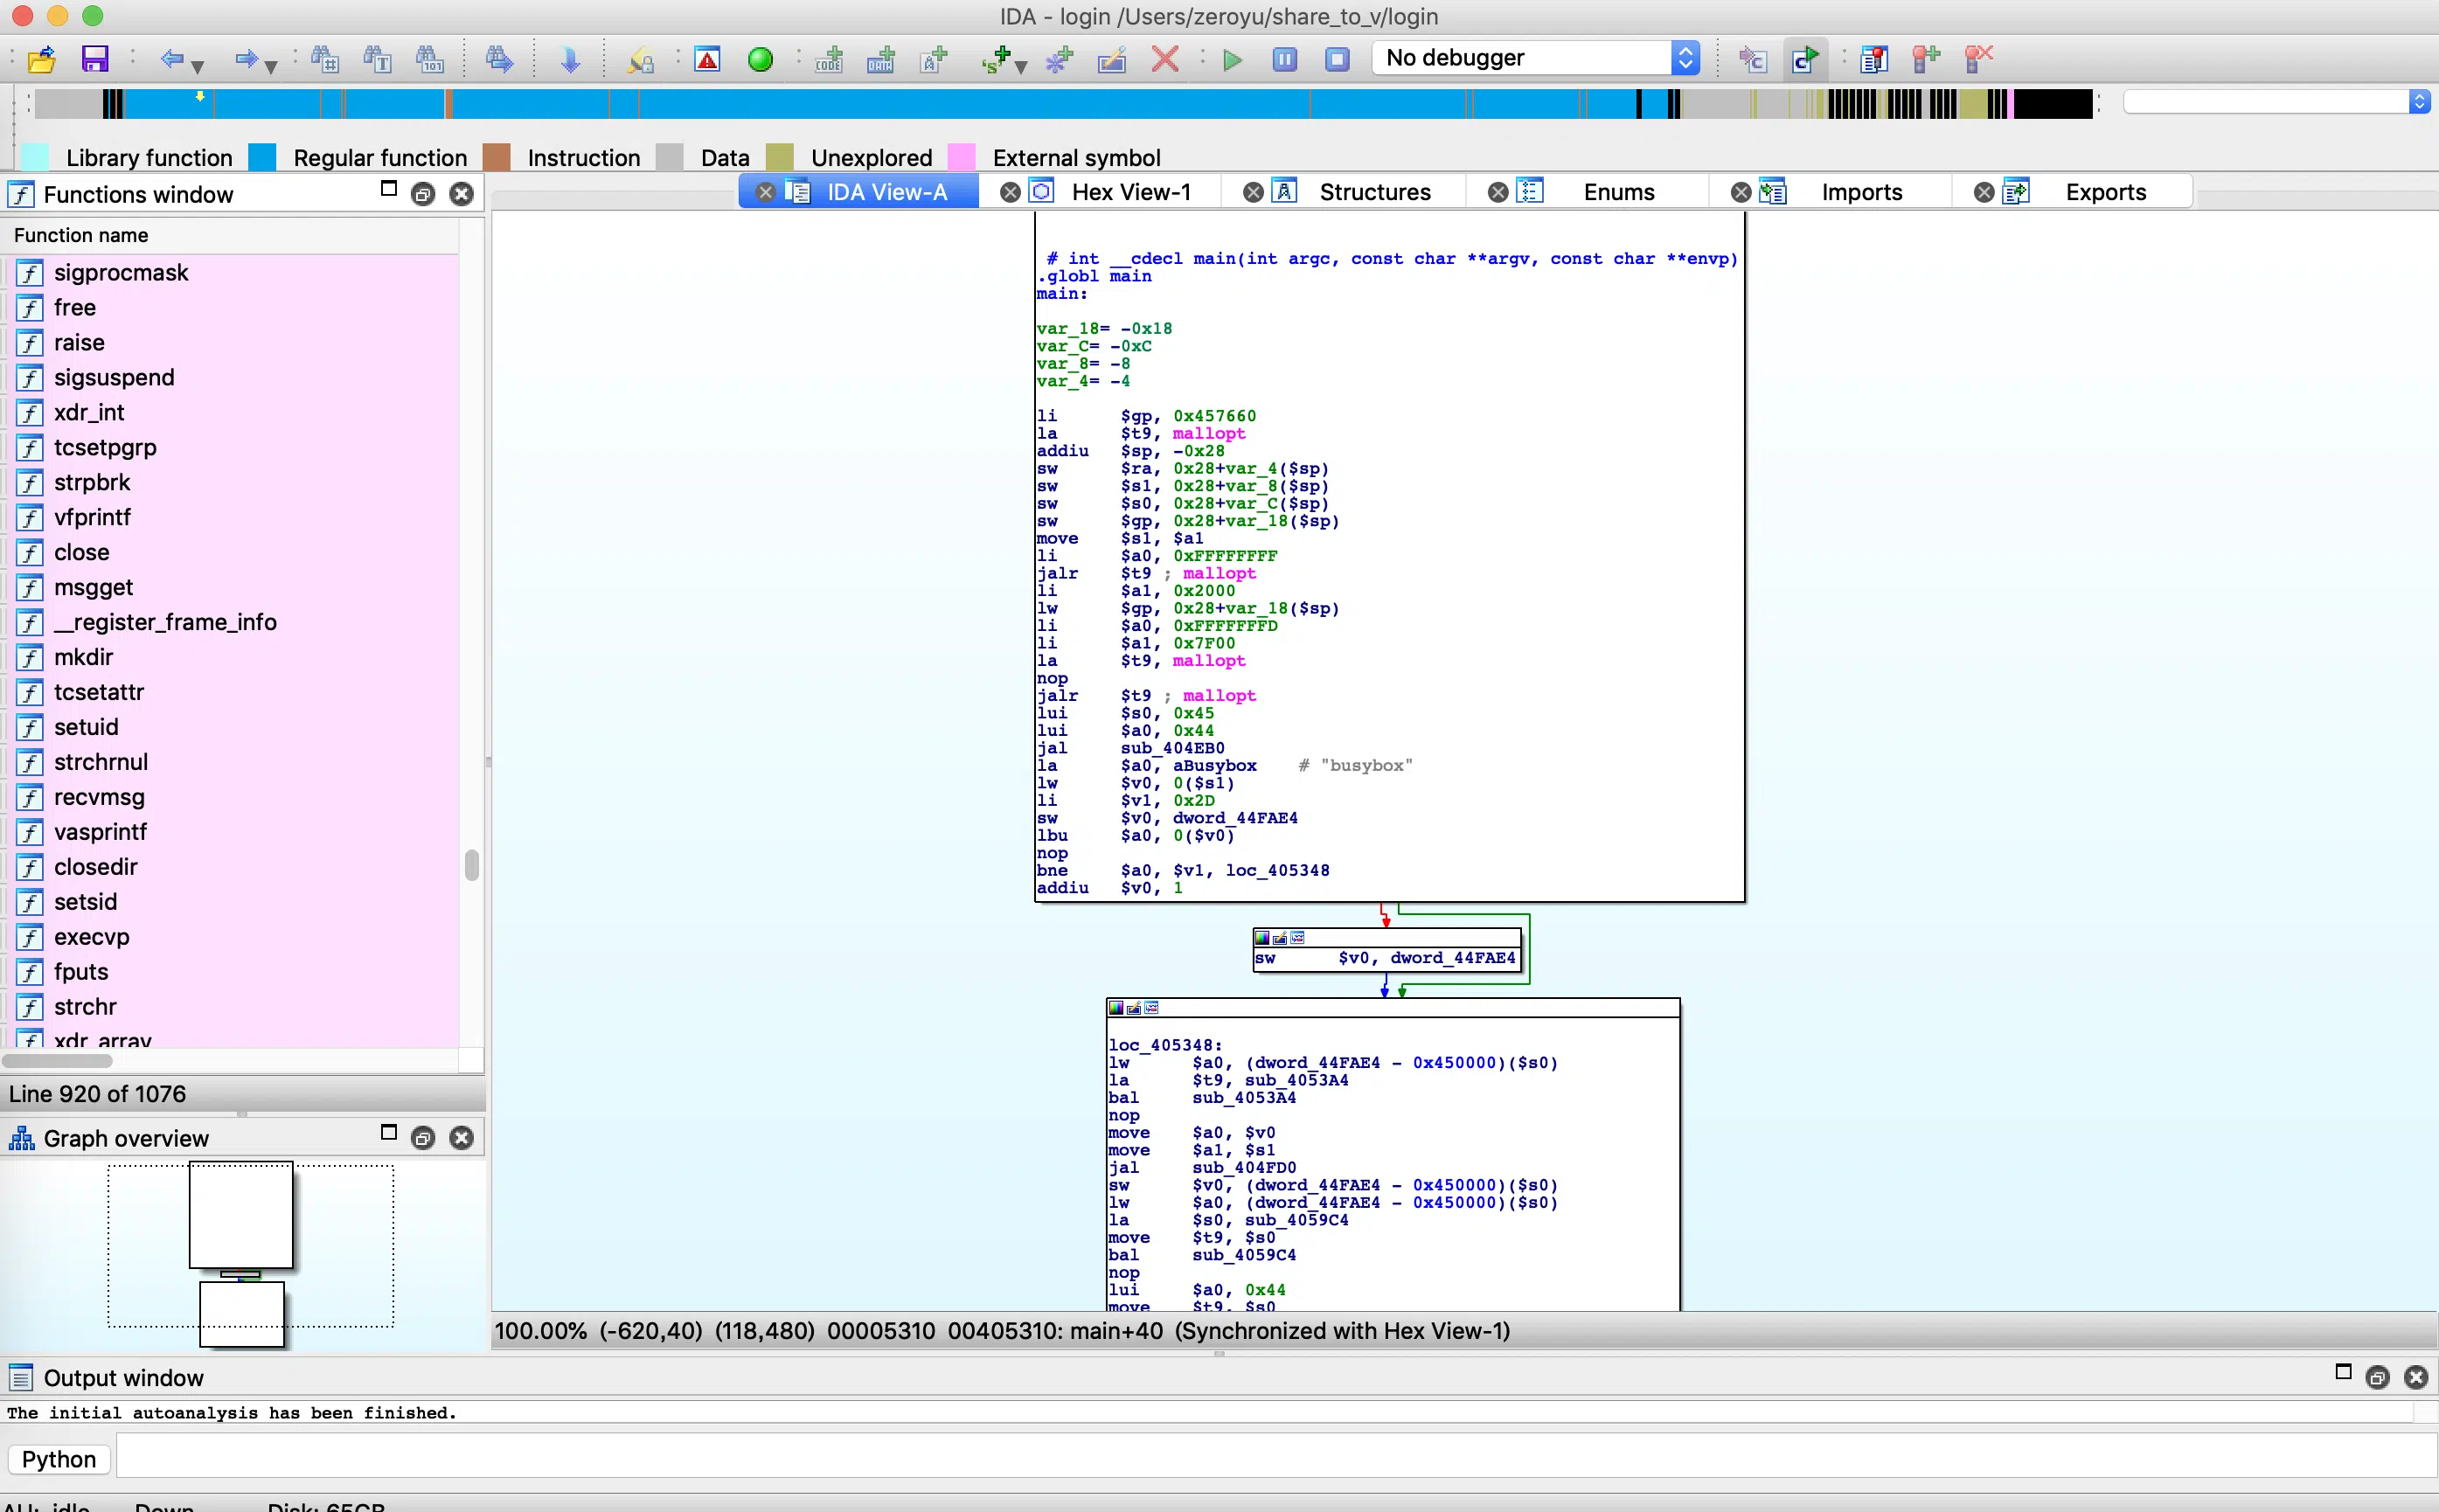 IDA - login /Users/zeroyu/share_to_v/login
No debugger
Library function Regular function Instruction Data Unexplored External symbol
Functions window
IDA View-A Hex View-1 Structures Enums Imports Exports
Function name
sigprocmask
free
raise
sigsuspend
xdr_int
tcsetpgrp
strpbrk
vfprintf
close
msgget
__register_frame_info
mkdir
tcsetattr
setuid
strchrnul
recvmsg
vasprintf
closedir
setsid
execvp
fputs
strchr
xdr_array
Line 920 of 1076
Graph overview
# int __cdecl main(int argc, const char **argv, const char **envp)
.globl main
main:
var_18= -0x18
var_C= -0xC
var_8= -8
var_4= -4
li $gp, 0x457660
la $t9, mallopt
addiu $sp, -0x28
sw $ra, 0x28+var_4($sp)
sw $s1, 0x28+var_8($sp)
sw $s0, 0x28+var_C($sp)
sw $gp, 0x28+var_18($sp)
move $s1, $a1
li $a0, 0xFFFFFFFF
jalr $t9 ; mallopt
li $a1, 0x2000
lw $gp, 0x28+var_18($sp)
li $a0, 0xFFFFFFFD
li $a1, 0x7F00
la $t9, mallopt
nop
jalr $t9 ; mallopt
lui $s0, 0x45
lui $a0, 0x44
jal sub_404EB0
la $a0, aBusybox # "busybox"
lw $v0, 0($s1)
li $v1, 0x2D
sw $v0, dword_44FAE4
lbu $a0, 0($v0)
nop
bne $a0, $v1, loc_405348
addiu $v0, 1
sw $v0, dword_44FAE4
loc_405348:
lw $a0, (dword_44FAE4 - 0x450000)($s0)
la $t9, sub_4053A4
bal sub_4053A4
nop
move $a0, $v0
move $a1, $s1
jal sub_404FD0
sw $v0, (dword_44FAE4 - 0x450000)($s0)
lw $a0, (dword_44FAE4 - 0x450000)($s0)
la $s0, sub_4059C4
move $t9, $s0
bal sub_4059C4
nop
lui $a0, 0x44
move $t9, $s0
100.00% (-620,40) (118,480) 00005310 00405310: main+40 (Synchronized with Hex View-1)
Output window
The initial autoanalysis has been finished.
Python
AU: idle Down Disk: 65GB